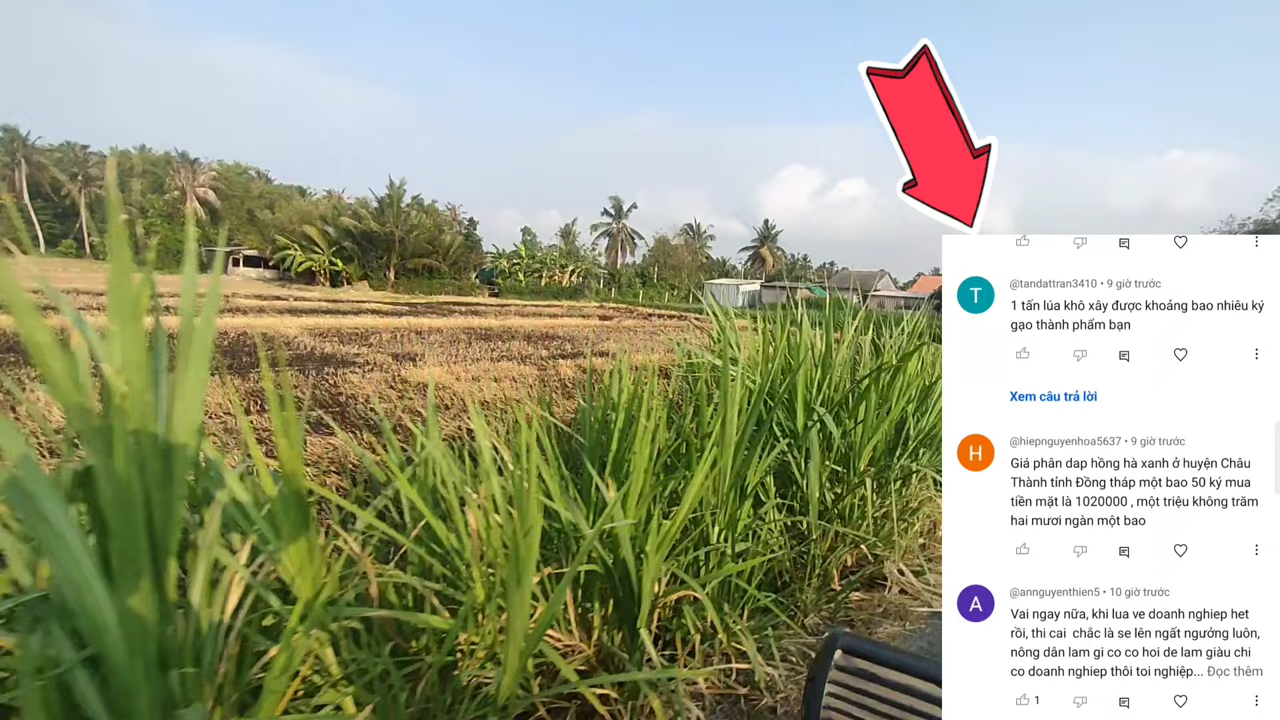 T
@tandattran3410 • 9 giờ trước
1 tấn lúa khô xây được khoảng bao nhiêu ký
gạo thành phẩm bạn
Xem câu trả lời
H
@hiepnguyenhoa5637 • 9 giờ trước
Giá phân dap hồng hà xanh ở huyện Châu
Thành tỉnh Đồng tháp một bao 50 ký mua
tiền mặt là 1020000 , một triệu không trăm
hai mươi ngàn một bao
A
@annguyenthien5 • 10 giờ trước
Vai ngay nữa, khi lua ve doanh nghiep het
rồi, thi cai chắc là se lên ngất ngưởng luôn,
nông dân lam gi co co hoi de lam giàu chi
co doanh nghiep thôi toi nghiệp... Đọc thêm
1